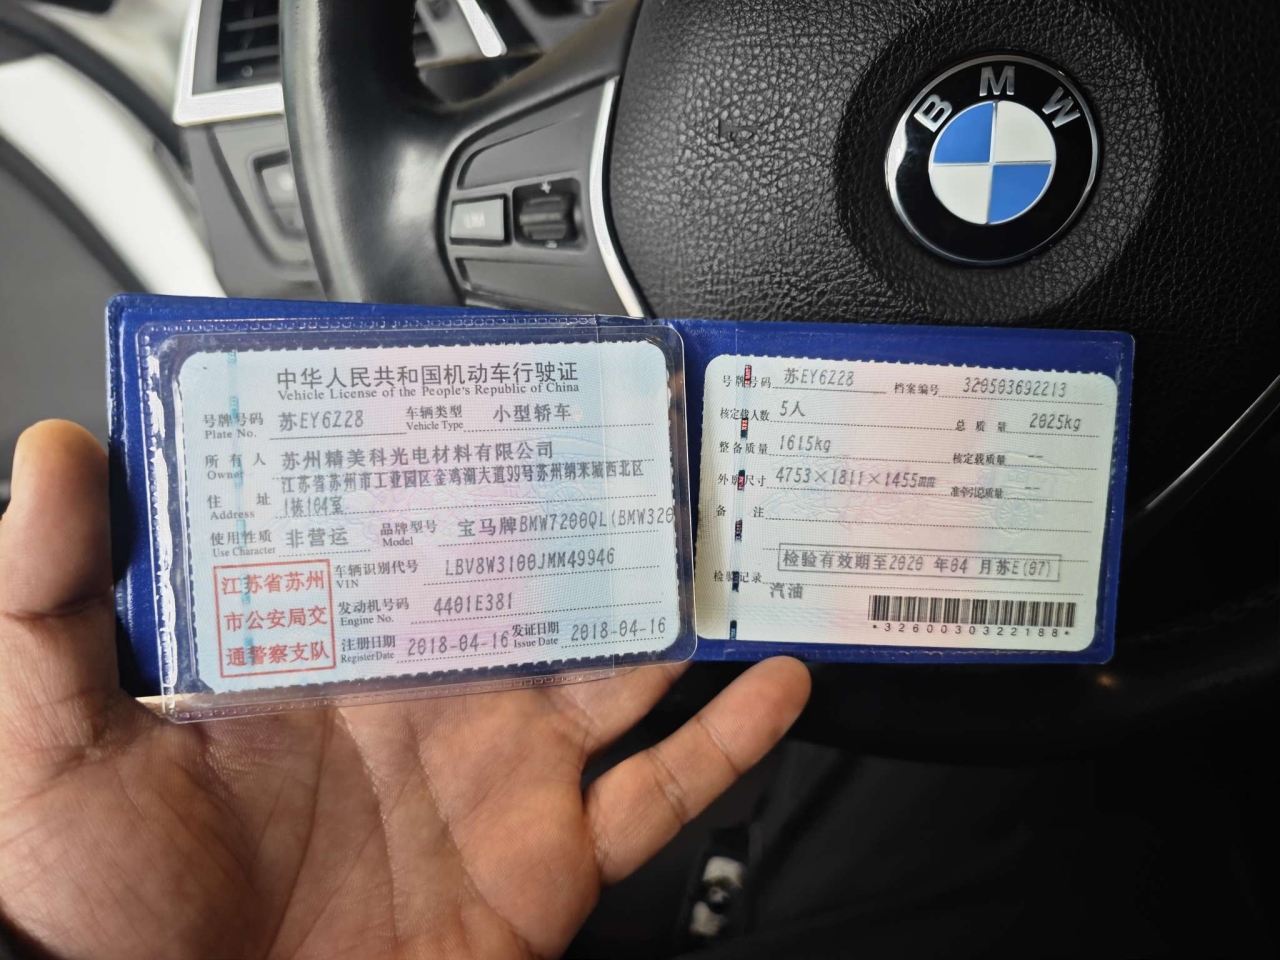 BMW
中华人民共和国机动车行驶证
Vehicle License of the People's Republic of China
号牌号码 苏EY6Z28 车辆类型 小型轿车
Plate No. Vehicle Type
所有人 苏州精美科光电材料有限公司
Owner
住址 江苏省苏州市工业园区金鸡湖大道99号苏州纳米城西北区
Address 1栋104室
使用性质 非营运 品牌型号 宝马牌BMW7200QL(BMW320
Use Character Model
江苏省苏州
市公安局交
通警察支队
车辆识别代号 LBV8W3100JMM49946
VIN
发动机号码 4401E381
Engine No.
注册日期 2018-04-16 发证日期 2018-04-16
Register Date Issue Date
号牌号码 苏EY6Z28 档案编号 320503692213
核定载人数 5人 总质量 2025kg
整备质量 1615kg 核定载质量 --
外廓尺寸 4753×1811×1455mm 准牵引总质量 --
备注
检验有效期至2020年04月苏E(07)
检验记录
汽油
*3260030322188*